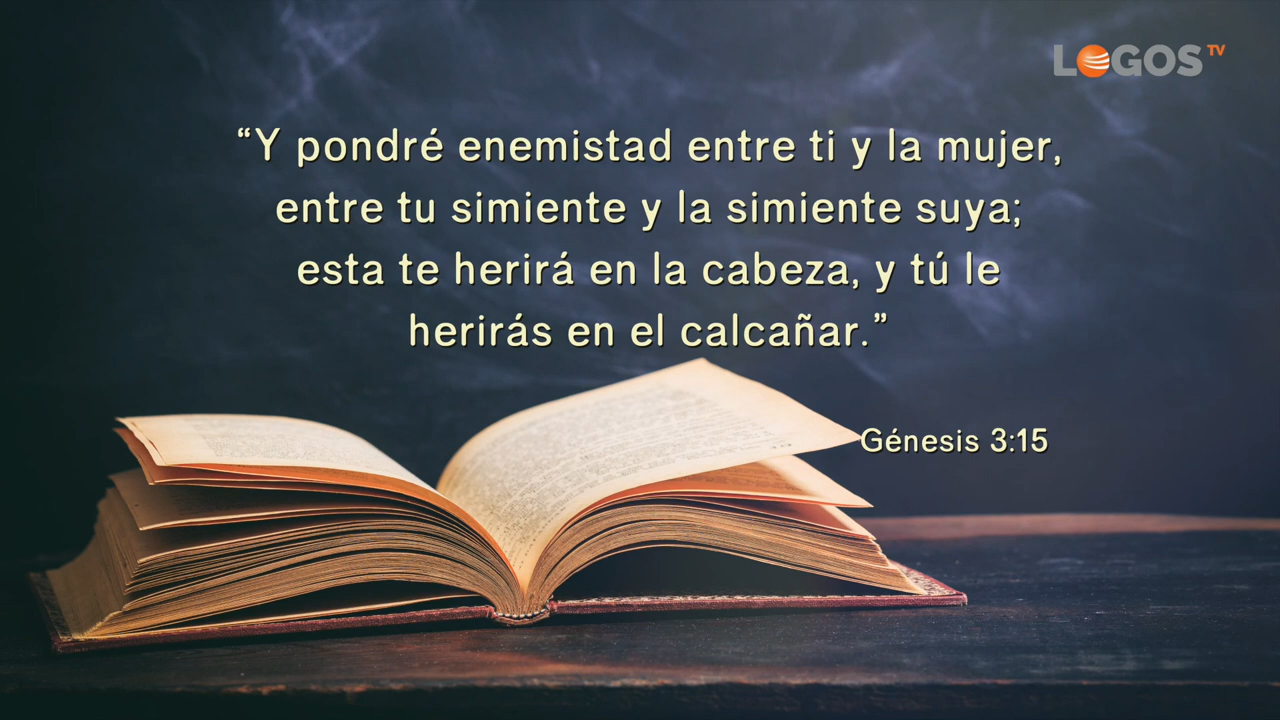 LOGOS TV
“Y pondré enemistad entre ti y la mujer,
entre tu simiente y la simiente suya;
esta te herirá en la cabeza, y tú le
herirás en el calcañar.”
Génesis 3:15